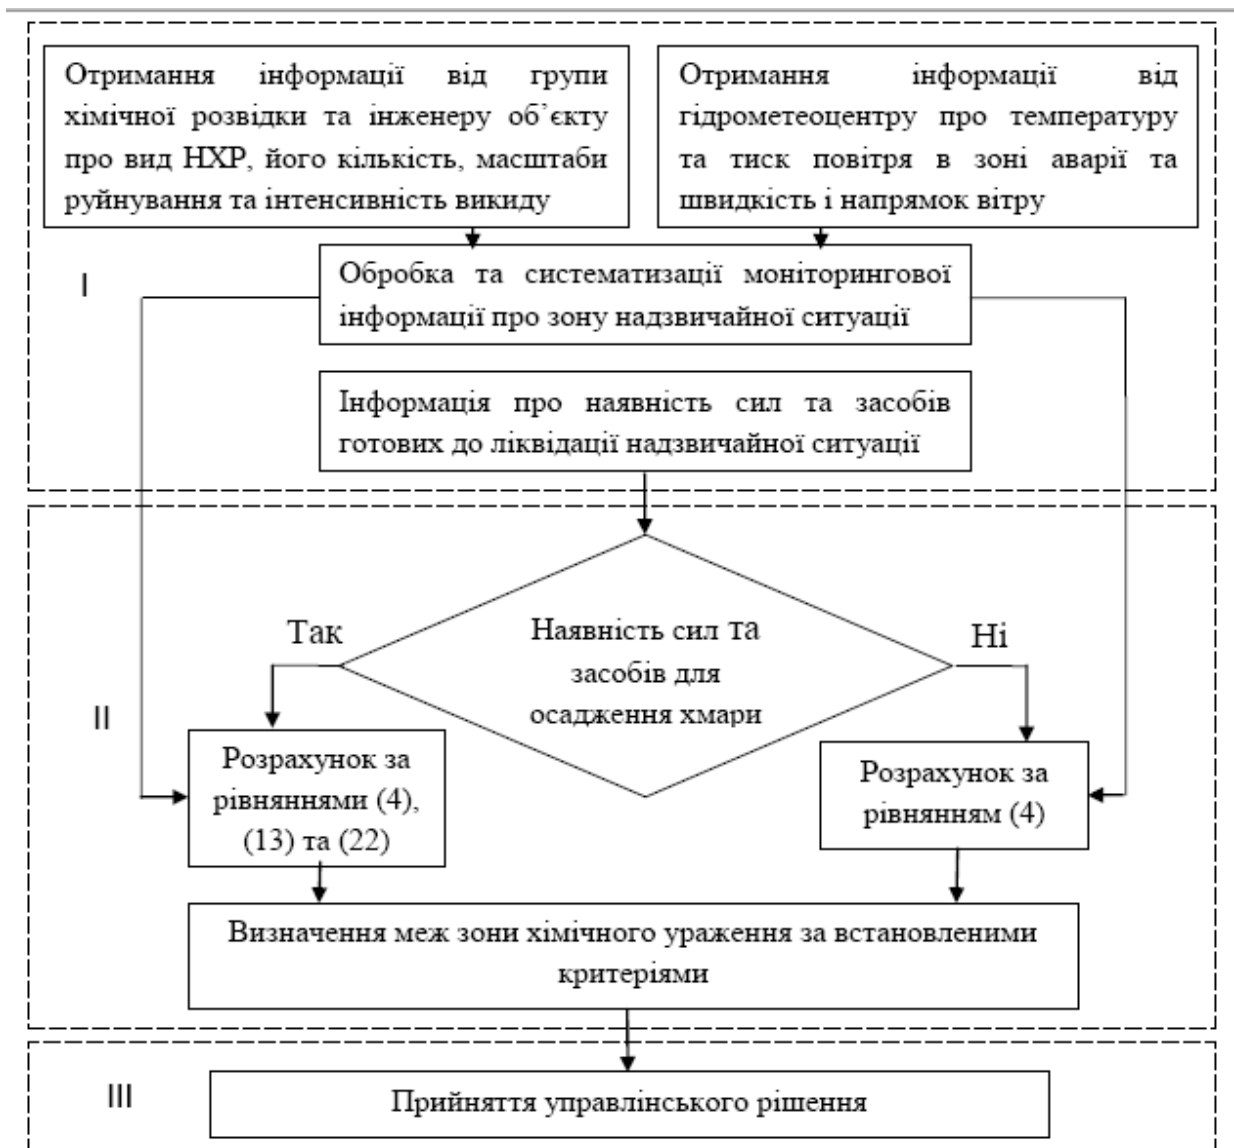 Отримання інформації від групи
хімічної розвідки та інженеру об’єкту
про вид НХР, його кількість, масштаби
руйнування та інтенсивність викиду
Отримання інформації від
гідрометеоцентру про температуру
та тиск повітря в зоні аварії та
швидкість і напрямок вітру
I
Обробка та систематизації моніторингової
інформації про зону надзвичайної ситуації
Інформація про наявність сил та засобів
готових до ліквідації надзвичайної ситуації
II
Так
Наявність сил та
засобів для
осадження хмари
Ні
Розрахунок за
рівняннями (4),
(13) та (22)
Розрахунок за
рівнянням (4)
Визначення меж зони хімічного ураження за встановленими
критеріями
III
Прийняття управлінського рішення